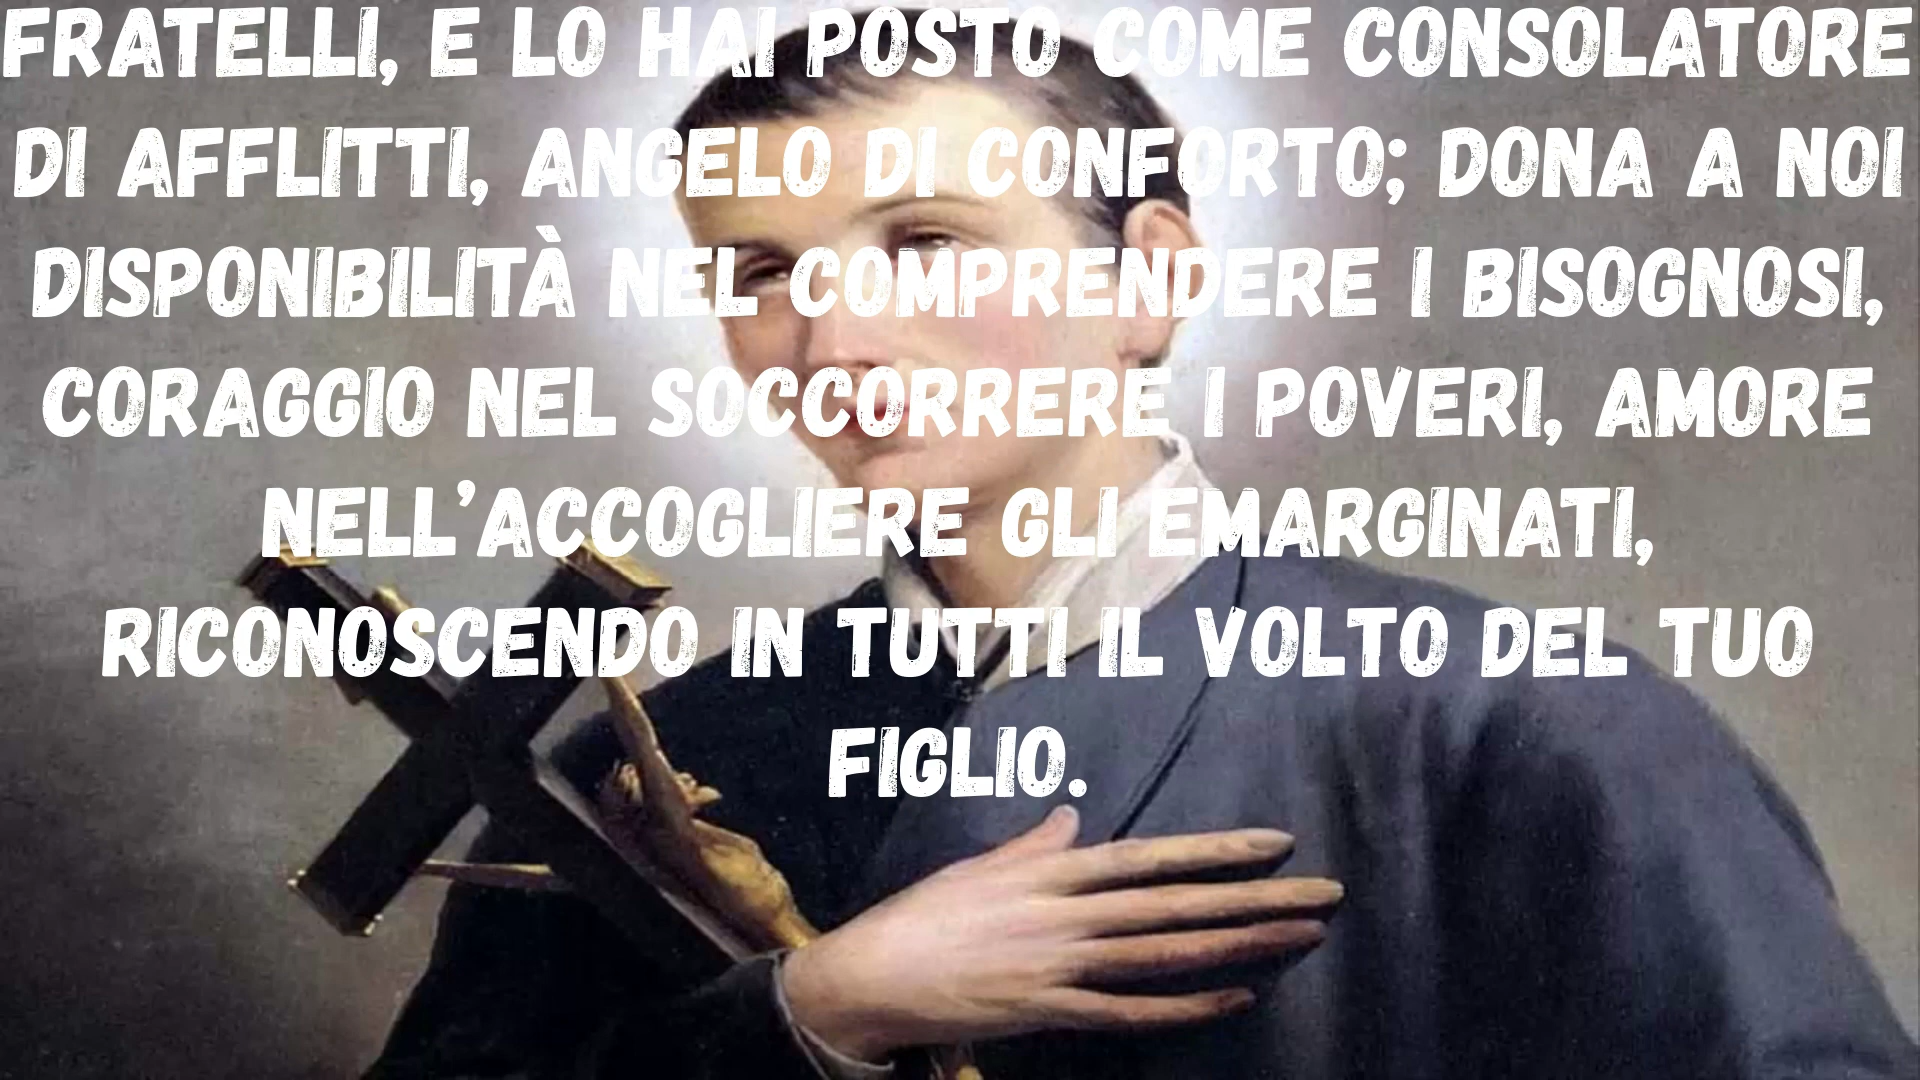 FRATELLI, E LO HAI POSTO COME CONSOLATORE
DI AFFLITTI, ANGELO DI CONFORTO; DONA A NOI
DISPONIBILITÀ NEL COMPRENDERE I BISOGNOSI,
CORAGGIO NEL SOCCORRERE I POVERI, AMORE
NELL’ACCOGLIERE GLI EMARGINATI,
RICONOSCENDO IN TUTTI IL VOLTO DEL TUO
FIGLIO.